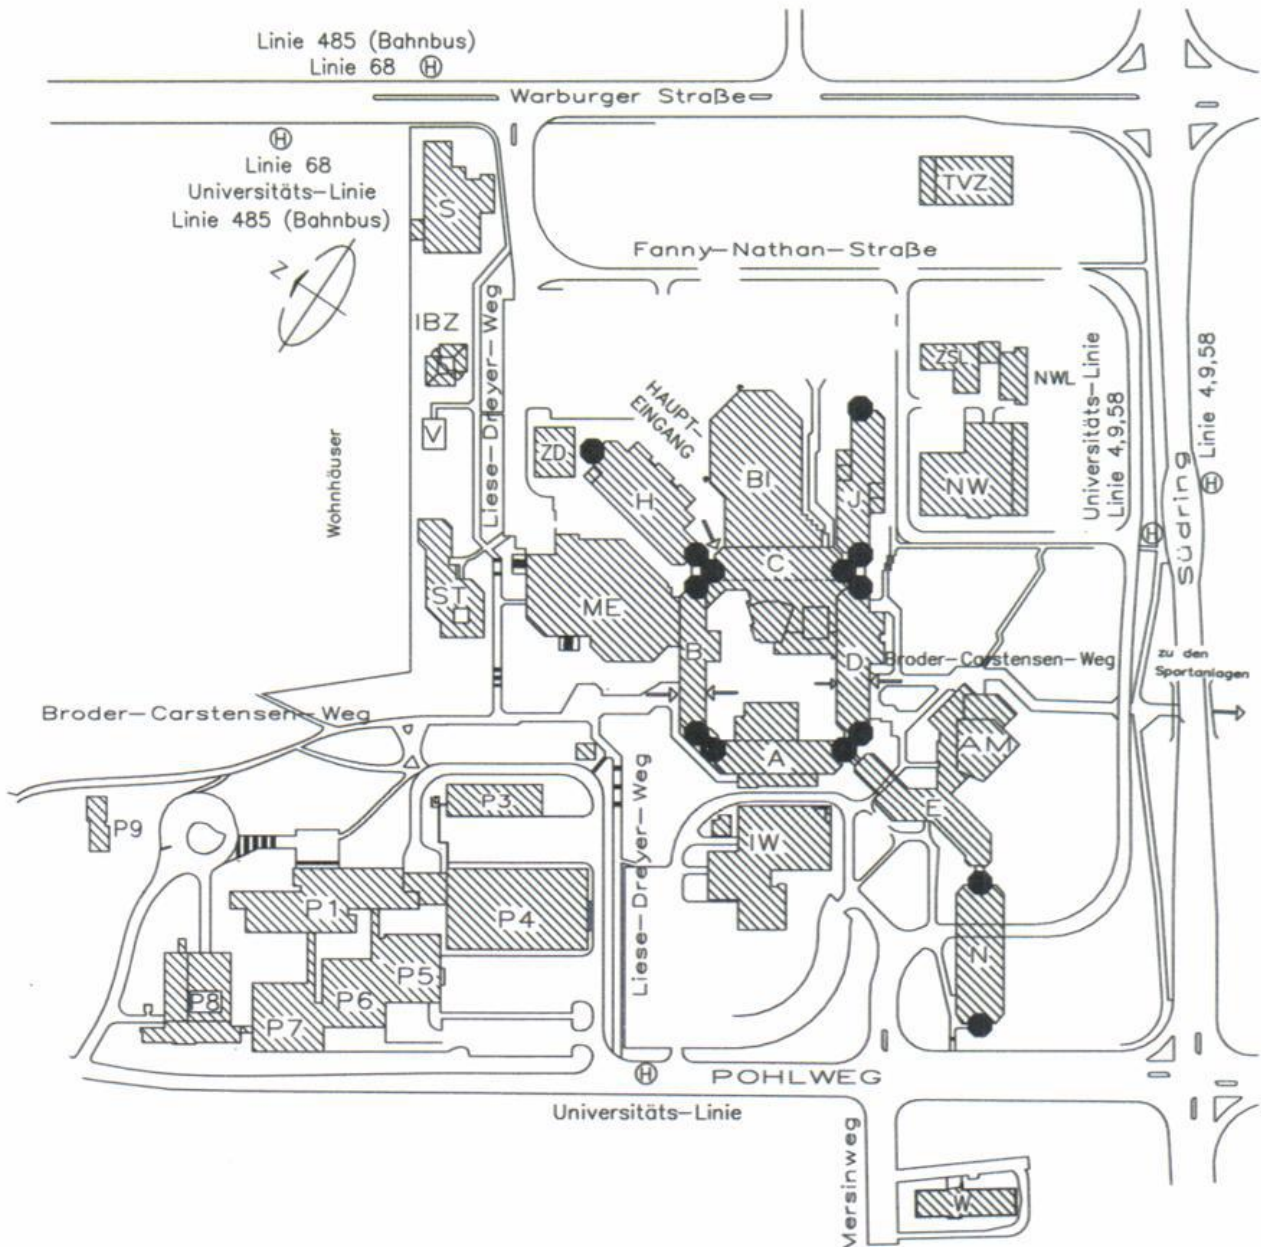 Linie 485 (Bahnbus)
Linie 68 H
Warburger Straße
H
Linie 68
Universitäts-Linie
Linie 485 (Bahnbus)
S
TVZ
Fanny-Nathan-Straße
N
IBZ
Liese-Dreyer-Weg
V
Wohnhäuser
ZD
HAUPT-
EINGANG
H
BI
J
ZSL
NWL
NW
Universitäts-Linie
Linie 4,9,58
H
Linie 4,9,58
H
Südring
C
ST
ME
B
D
Broder-Carstensen-Weg
zu den
Sportanlagen
Broder-Carstensen-Weg
A
AM
E
P3
P9
Liese-Dreyer-Weg
IW
P1
P4
N
P5
P8
P6
P7
H
POHLWEG
Universitäts-Linie
Mersinweg
W